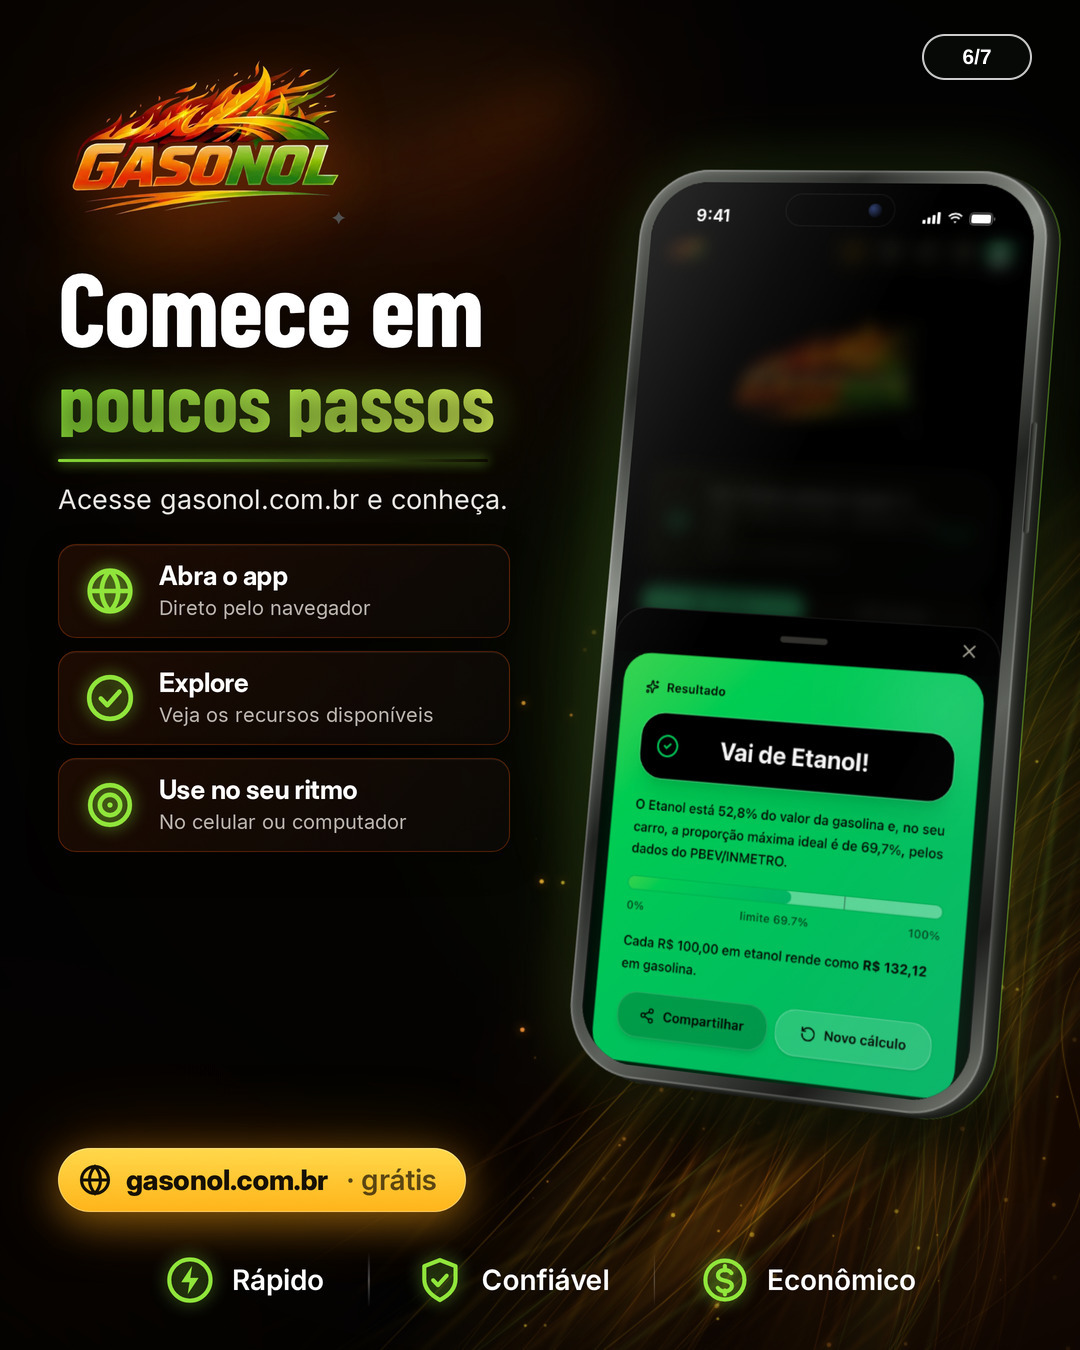 6/7
GASONOL
Comece em
poucos passos
Acesse gasonol.com.br e conheça.
Abra o app
Direto pelo navegador
Explore
Veja os recursos disponíveis
Use no seu ritmo
No celular ou computador
9:41
Resultado
Vai de Etanol!
O Etanol está 52,8% do valor da gasolina e, no seu
carro, a proporção máxima ideal é de 69,7%, pelos
dados do PBEV/INMETRO.
0%
limite 69.7%
100%
Cada R$ 100,00 em etanol rende como R$ 132,12
em gasolina.
Compartilhar
Novo cálculo
gasonol.com.br · grátis
Rápido
Confiável
Econômico